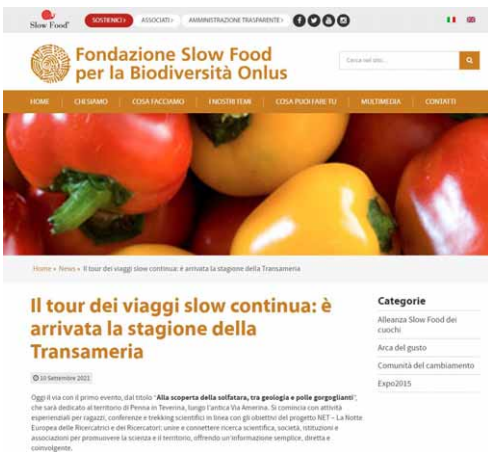 Slow Food®
SOSTIENICI › ASSOCIATI › AMMINISTRAZIONE TRASPARENTE ›
Fondazione Slow Food
per la Biodiversità Onlus
Cerca nel sito...
HOME CHI SIAMO COSA FACCIAMO I NOSTRI TEMI COSA PUOI FARE TU MULTIMEDIA CONTATTI
Home » News » Il tour dei viaggi slow continua: è arrivata la stagione della Transameria
Il tour dei viaggi slow continua: è
arrivata la stagione della
Transameria
10 Settembre 2021
Oggi il via con il primo evento, dal titolo "Alla scoperta della solfatara, tra geologia e polle gorgoglianti",
che sarà dedicato al territorio di Penna in Teverina, lungo l'antica Via Amerina. Si comincia con attività
esperienziali per ragazzi, conferenze e trekking scientifici in linea con gli obiettivi del progetto NET – La Notte
Europea delle Ricercatrici e dei Ricercatori: unire e connettere ricerca scientifica, società, istituzioni e
associazioni per promuovere la scienza e il territorio, offrendo un'informazione semplice, diretta e
coinvolgente.
Categorie
Alleanza Slow Food dei
cuochi
Arca del gusto
Comunità del cambiamento
Expo2015